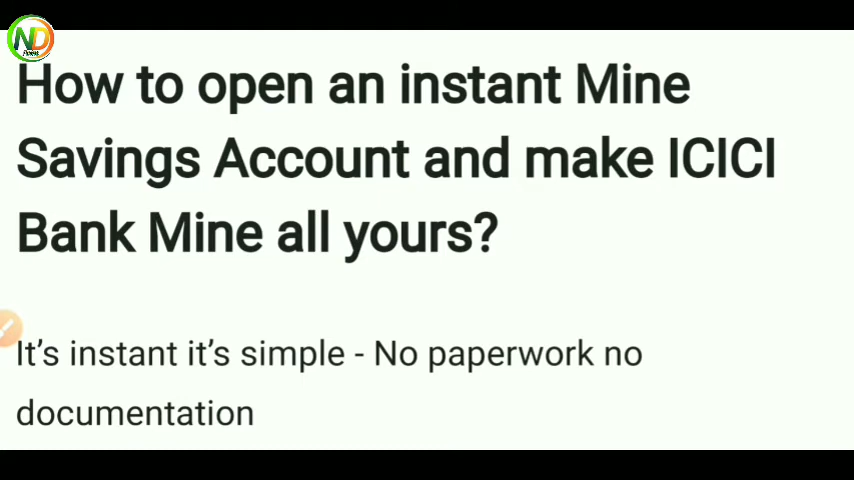 ND
How to open an instant Mine
Savings Account and make ICICI
Bank Mine all yours?
It’s instant it’s simple - No paperwork no
documentation